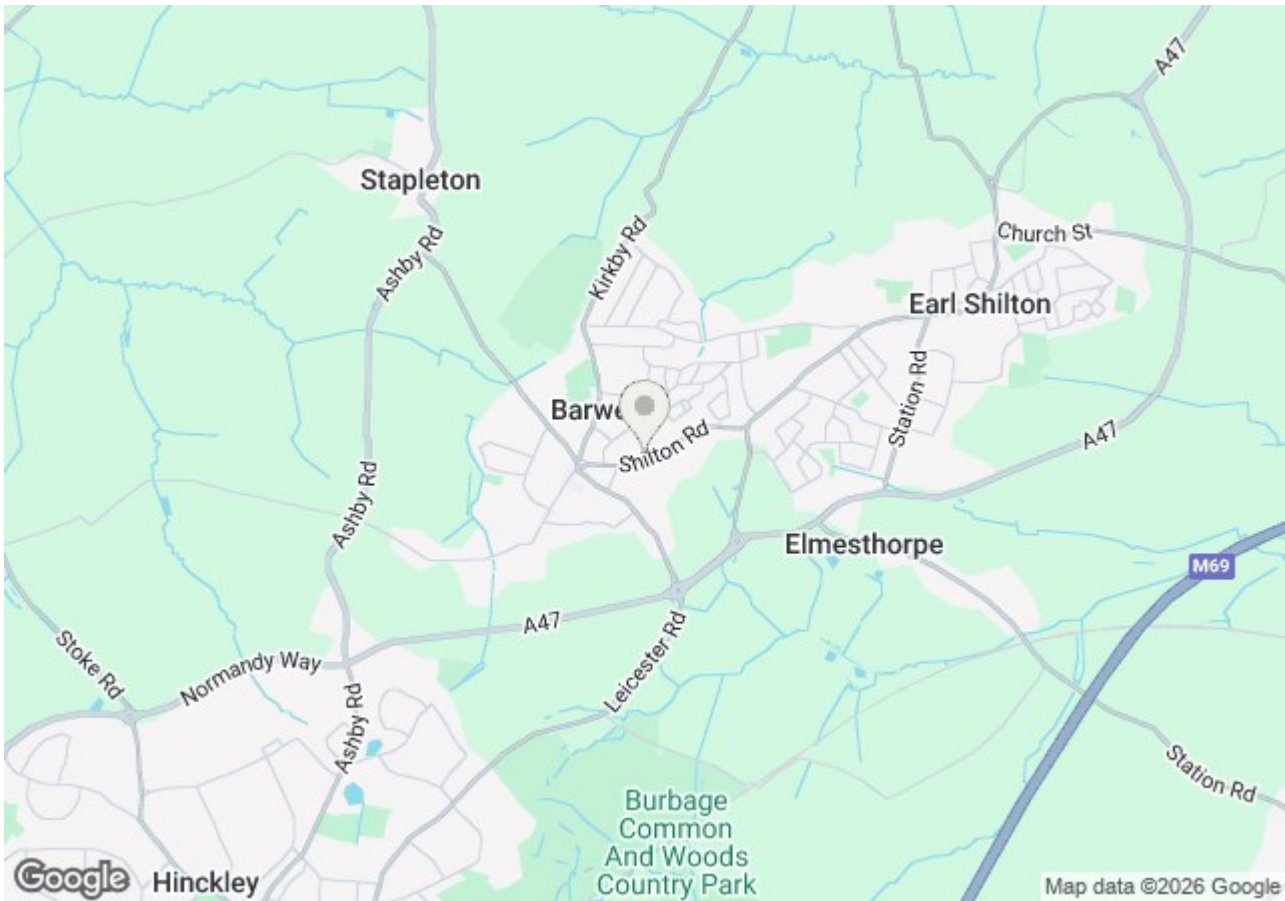 A47
Stapleton
Church St
Kirkby Rd
Ashby Rd
Earl Shilton
Station Rd
Barwe
Shilton Rd
A47
Ashby Rd
Elmesthorpe
M69
A47
Stoke Rd
Normandy Way
Leicester Rd
Ashby Rd
Station Rd
Burbage
Common
And Woods
Country Park
Google
Hinckley
Map data ©2026 Google